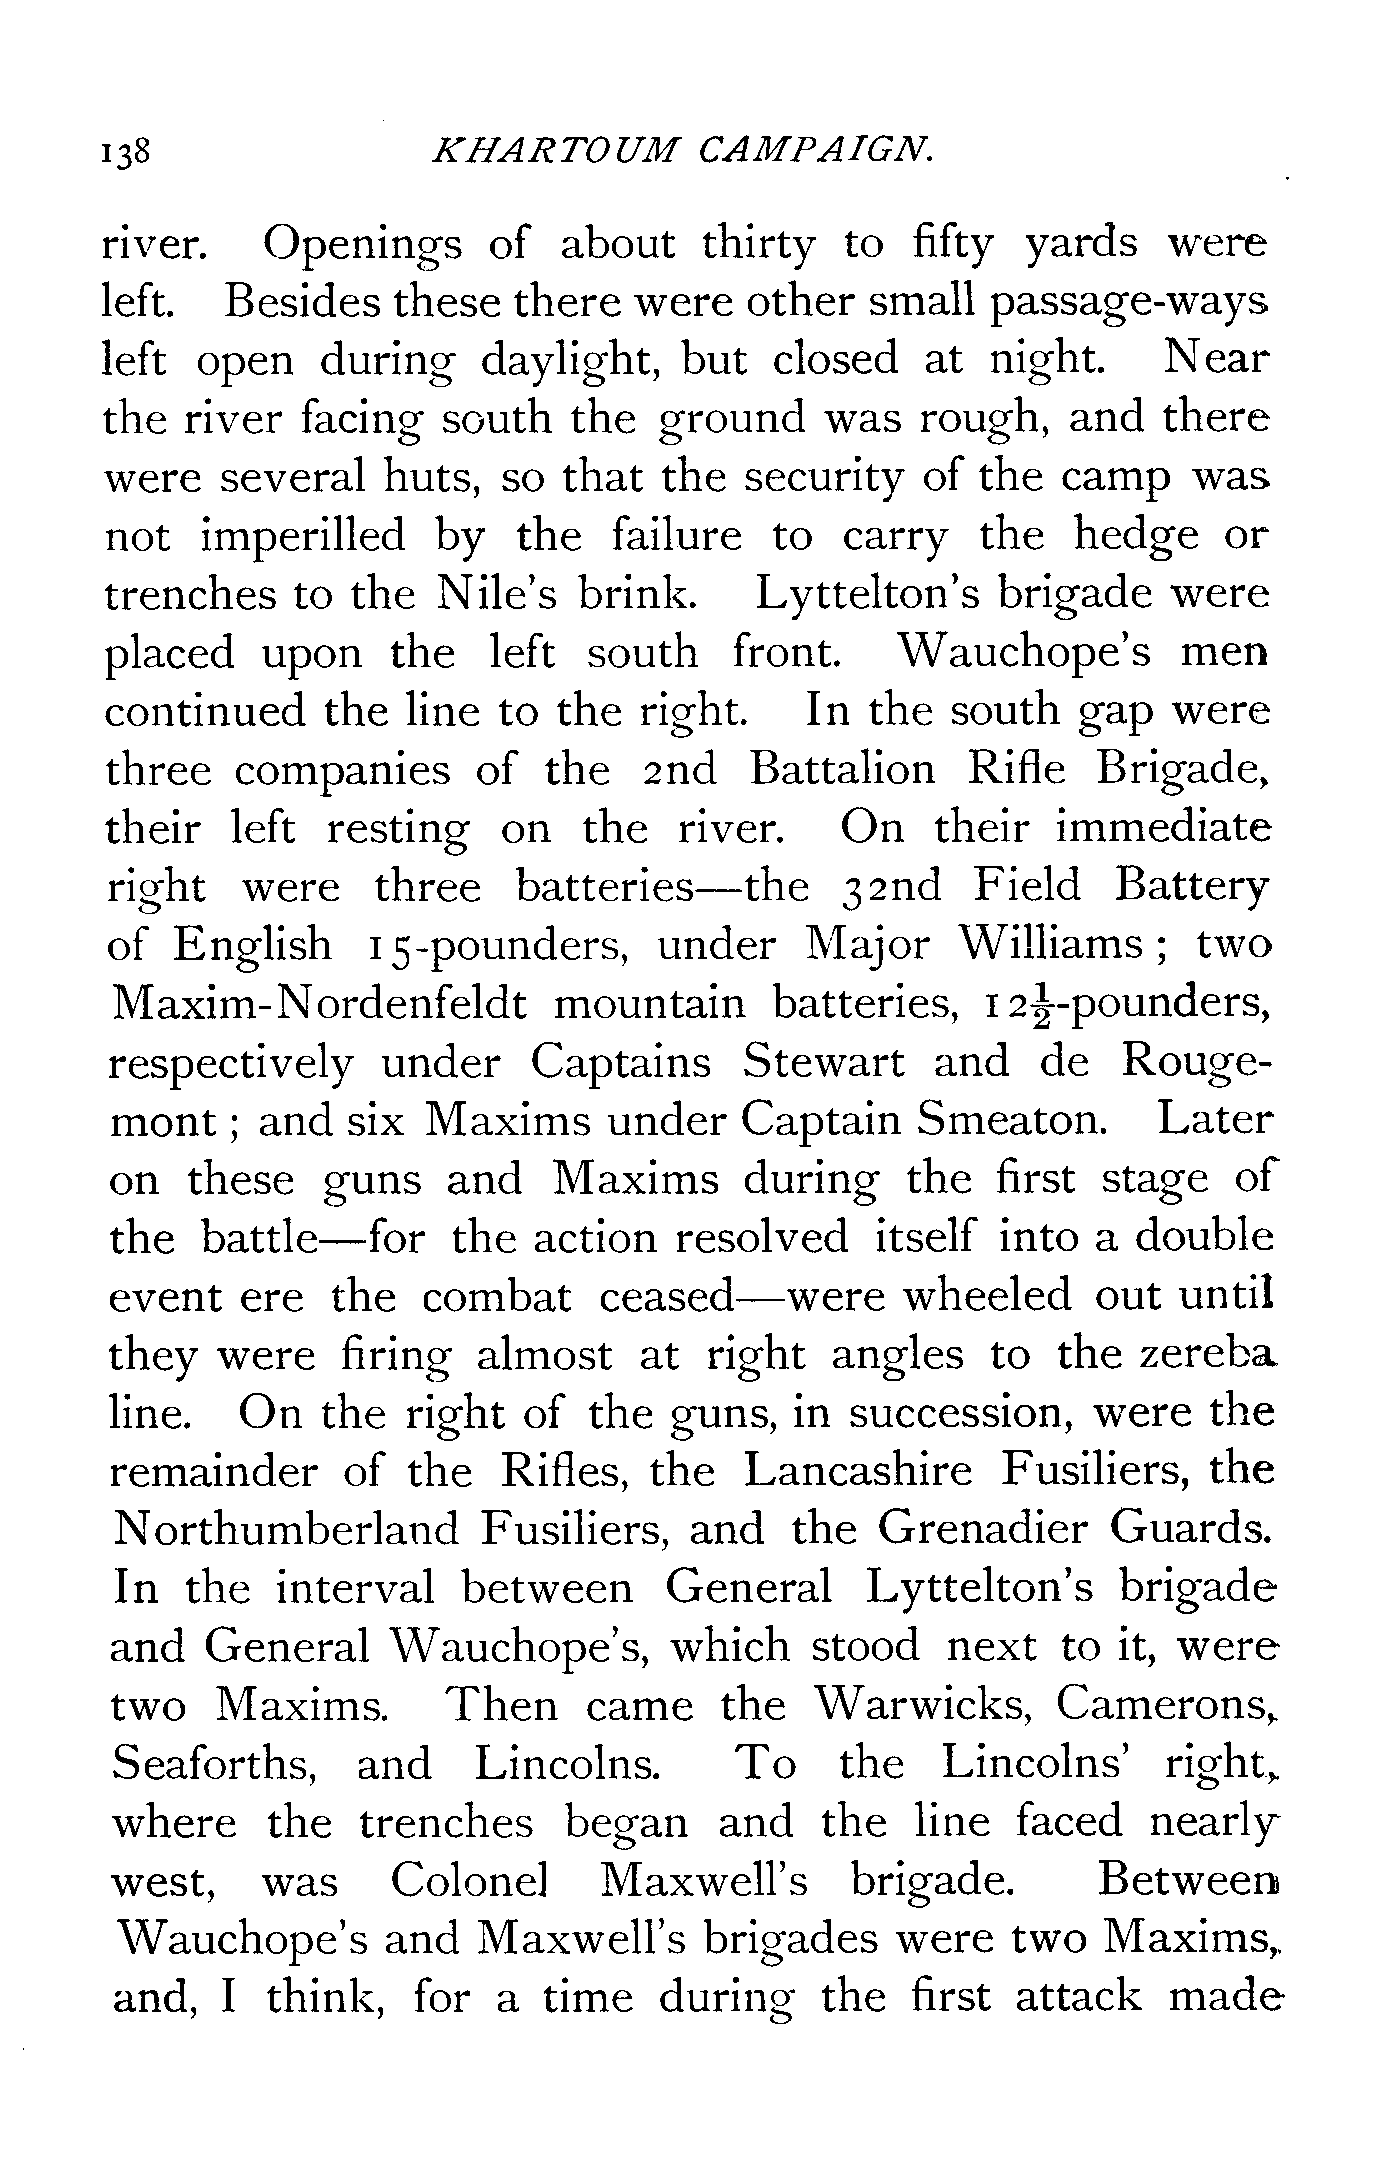 138 KHARTOUM CAMPAIGN.
river. Openings of about thirty to fifty yards were
left. Besides these there were other small passage-ways
left open during daylight, but closed at night. Near
the river facing south the ground was rough, and there
were several huts, so that the security of the camp was
not imperilled by the failure to carry the hedge or
trenches to the Nile's brink. Lyttelton's brigade were
placed upon the left south front. Wauchope's men
continued the line to the right. In the south gap were
three companies of the 2nd Battalion Rifle Brigade,
their left resting on the river. On their immediate
right were three batteries—the 32nd Field Battery
of English 15-pounders, under Major Williams; two
Maxim-Nordenfeldt mountain batteries, 12½-pounders,
respectively under Captains Stewart and de Rouge-
mont; and six Maxims under Captain Smeaton. Later
on these guns and Maxims during the first stage of
the battle—for the action resolved itself into a double
event ere the combat ceased—were wheeled out until
they were firing almost at right angles to the zereba
line. On the right of the guns, in succession, were the
remainder of the Rifles, the Lancashire Fusiliers, the
Northumberland Fusiliers, and the Grenadier Guards.
In the interval between General Lyttelton's brigade
and General Wauchope's, which stood next to it, were
two Maxims. Then came the Warwicks, Camerons,
Seaforths, and Lincolns. To the Lincolns' right,
where the trenches began and the line faced nearly
west, was Colonel Maxwell's brigade. Between
Wauchope's and Maxwell's brigades were two Maxims,
and, I think, for a time during the first attack made